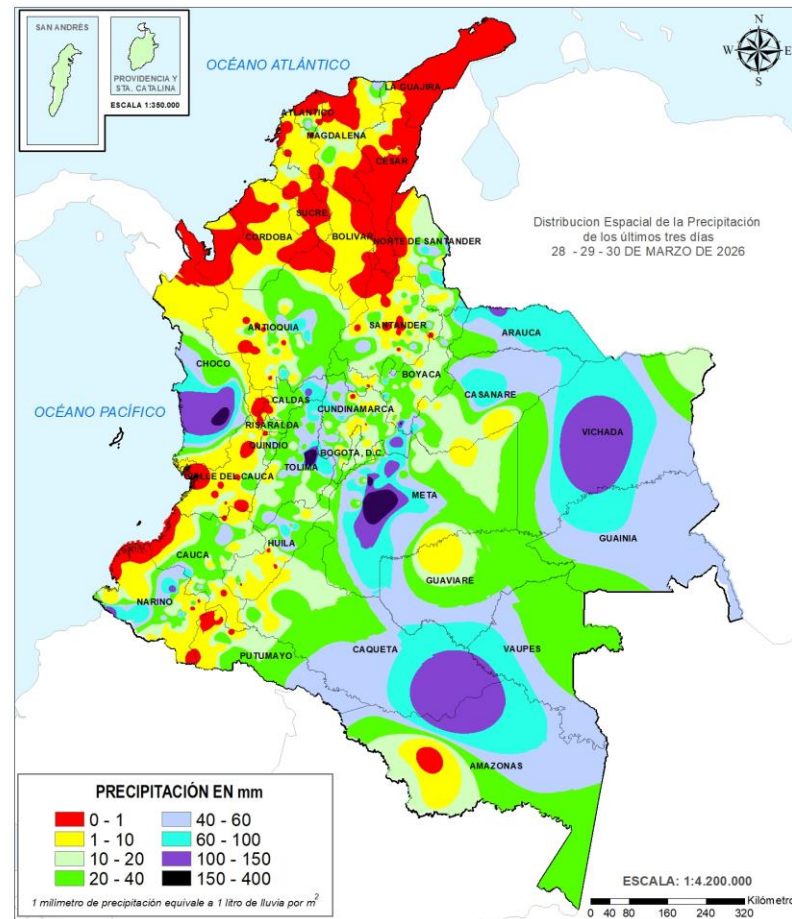 SAN ANDRÉS
PROVIDENCIA Y
STA. CATALINA
ESCALA 1:350.000
OCÉANO ATLÁNTICO
N
W
E
S
LA GUAJIRA
ATLANTICO
MAGDALENA
CESAR
SUCRE
CORDOBA
BOLIVAR
NORTE DE SANTANDER
Distribucion Espacial de la Precipitación
de los últimos tres días
28 - 29 - 30 DE MARZO DE 2026
ANTIOQUIA
SANTANDER
ARAUCA
CHOCO
BOYACA
CASANARE
OCÉANO PACÍFICO
CALDAS
CUNDINAMARCA
RISARALDA
VICHADA
QUINDIO
BOGOTA, D.C.
TOLIMA
VALLE DEL CAUCA
META
GUAINIA
HUILA
CAUCA
GUAVIARE
NARIÑO
PUTUMAYO
CAQUETA
VAUPES
AMAZONAS
PRECIPITACIÓN EN mm
0 - 1
40 - 60
1 - 10
60 - 100
10 - 20
100 - 150
20 - 40
150 - 400
1 milímetro de precipitación equivale a 1 litro de lluvia por m²
ESCALA: 1:4.200.000
Kilómetro
40 80 160 240 320